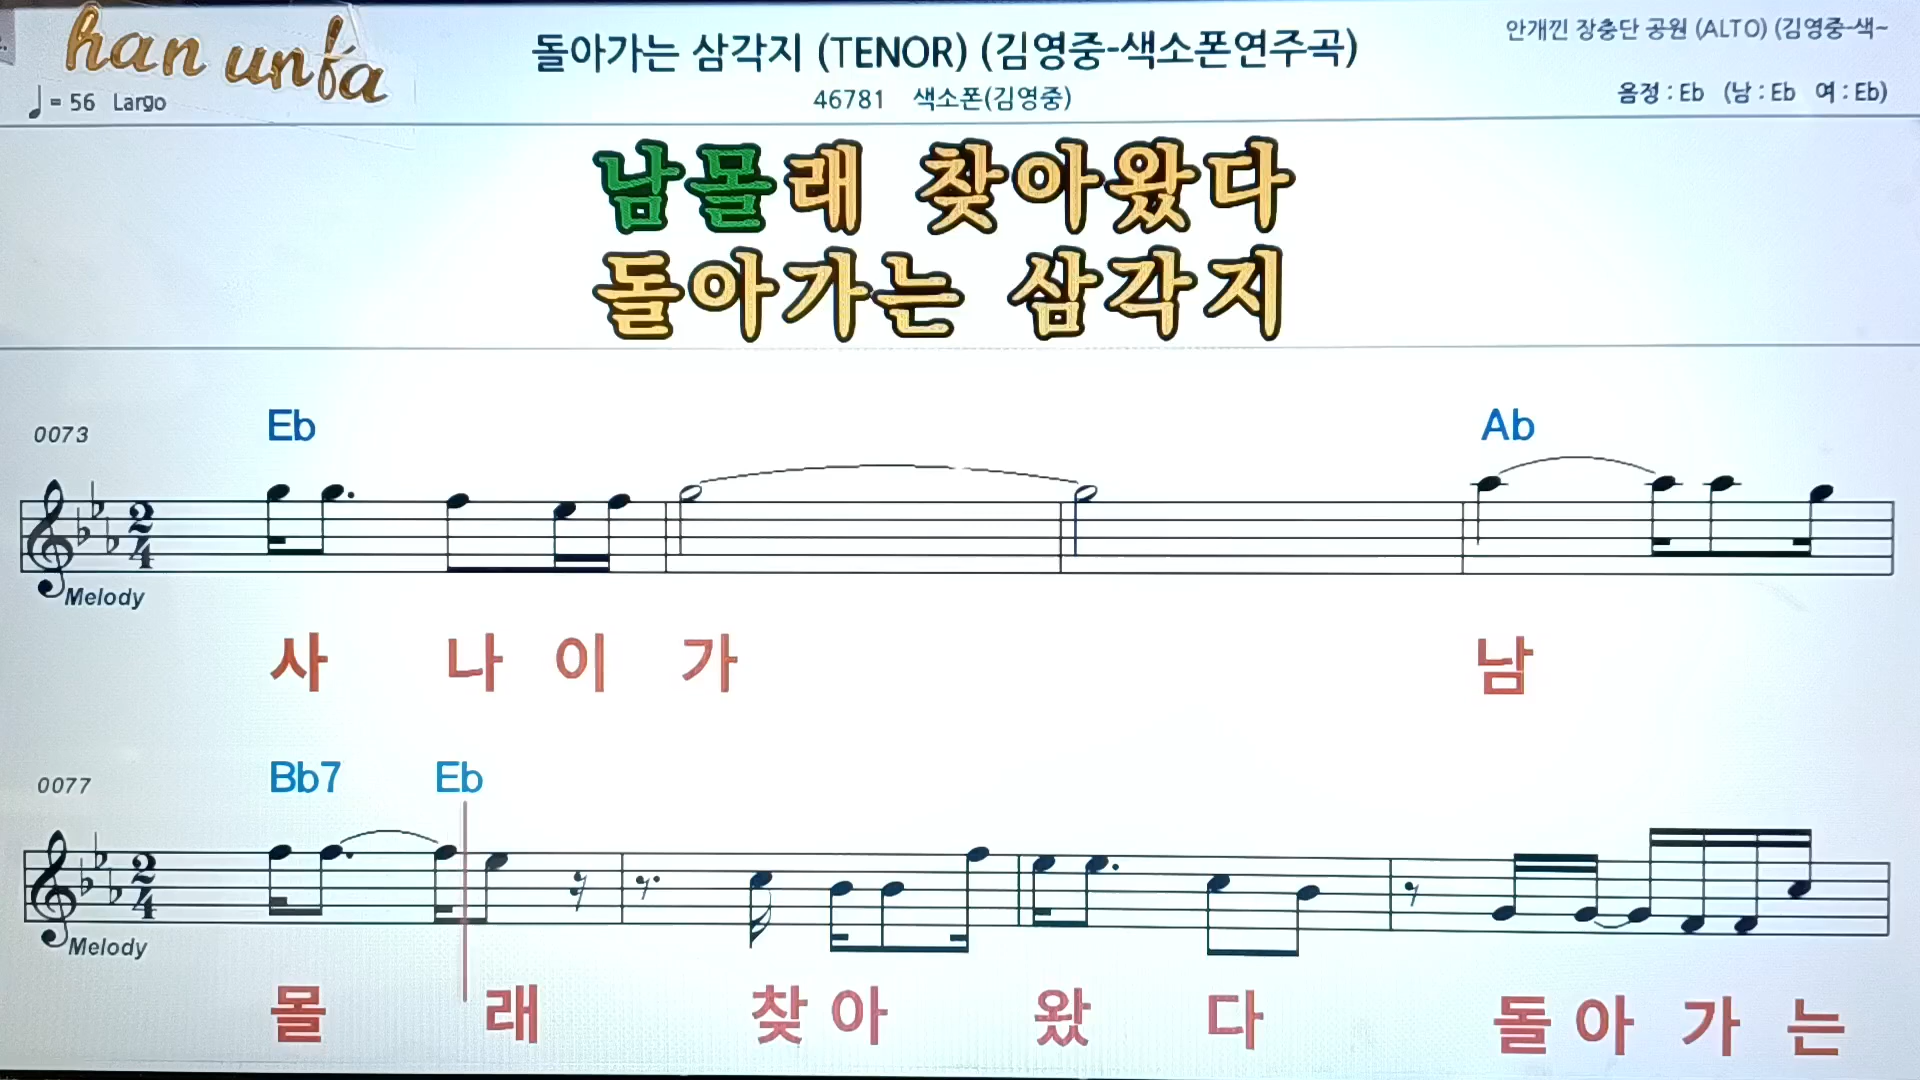 han unfa
돌아가는 삼각지 (TENOR) (김영중-색소폰연주곡)
안개낀 장충단 공원 (ALTO) (김영중-색~
♩= 56 Largo
46781 색소폰(김영중)
음정 : Eb (남 : Eb 여 : Eb)
남몰래 찾아왔다
돌아가는 삼각지
0073 Eb Ab
2/4
Melody
사 나 이 가 남
0077 Bb7 Eb
2/4
Melody
몰 래 찾 아 왔 다 돌 아 가 는